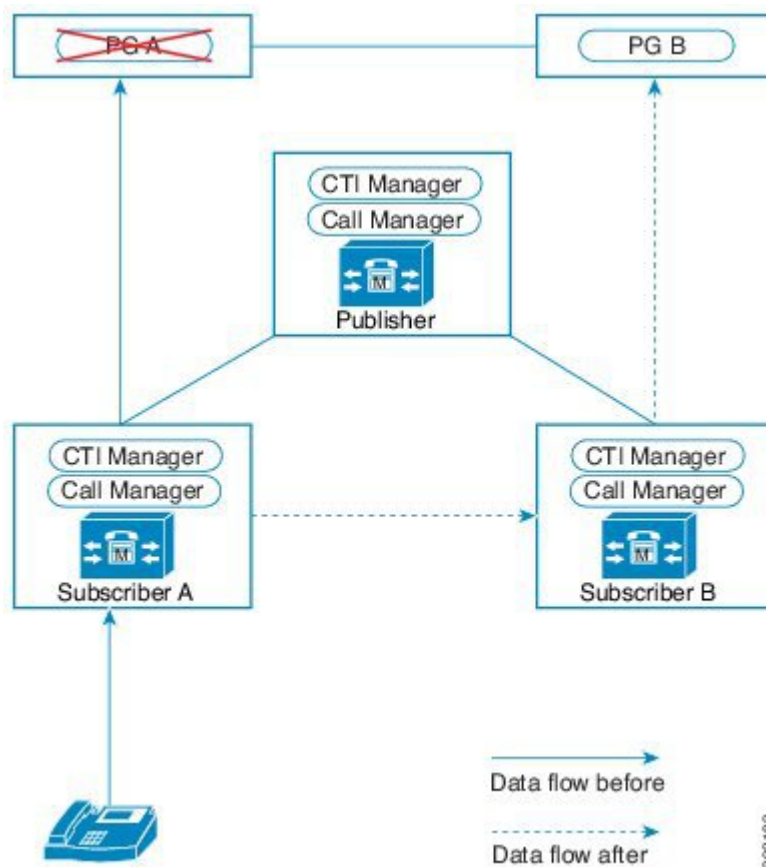 PG A
PG B
CTI Manager
Call Manager
M
Publisher
CTI Manager
Call Manager
M
Subscriber A
CTI Manager
Call Manager
M
Subscriber B
Data flow before
Data flow after